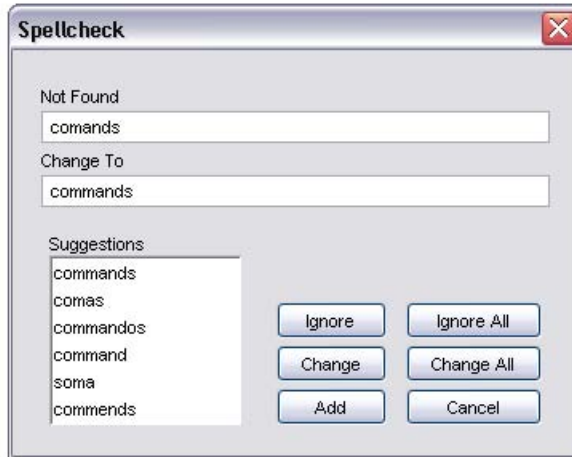 Spellcheck
Not Found
comands
Change To
commands
Suggestions
commands
comas
commandos
command
soma
commends
Ignore
Ignore All
Change
Change All
Add
Cancel